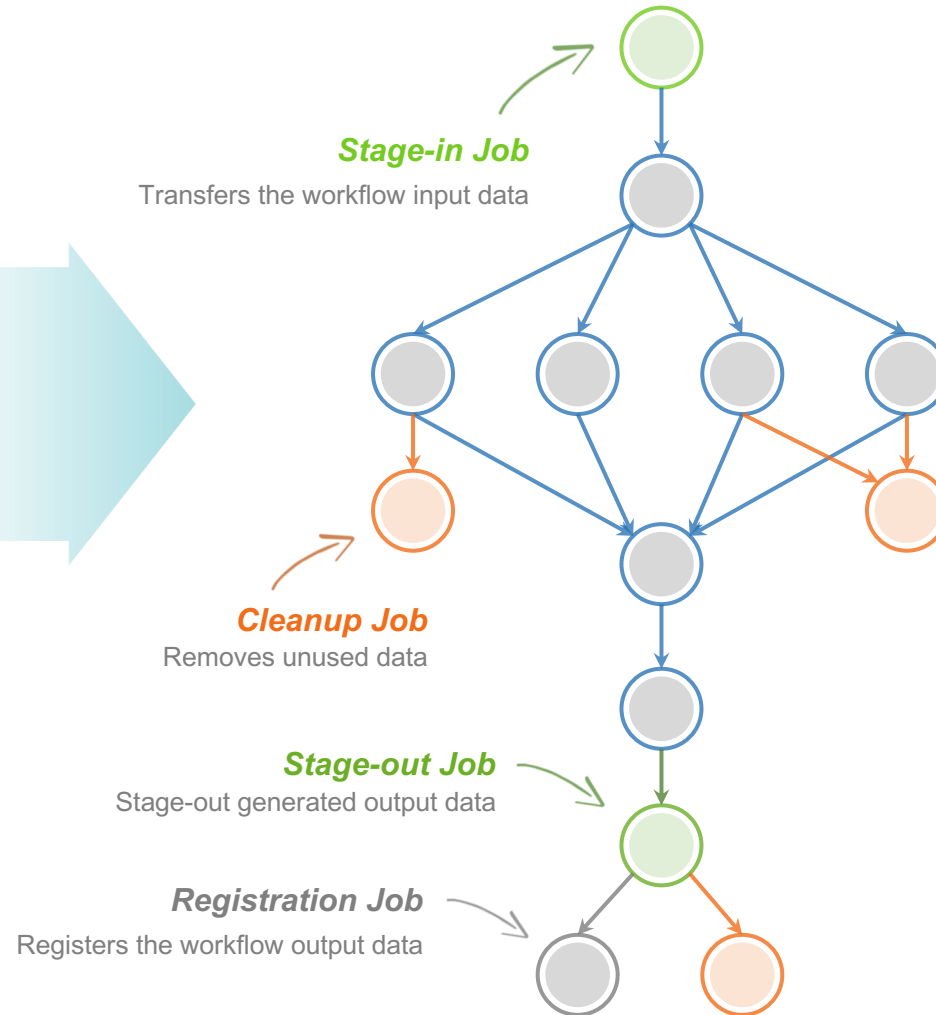 Stage-in Job
Transfers the workflow input data
Cleanup Job
Removes unused data
Stage-out Job
Stage-out generated output data
Registration Job
Registers the workflow output data